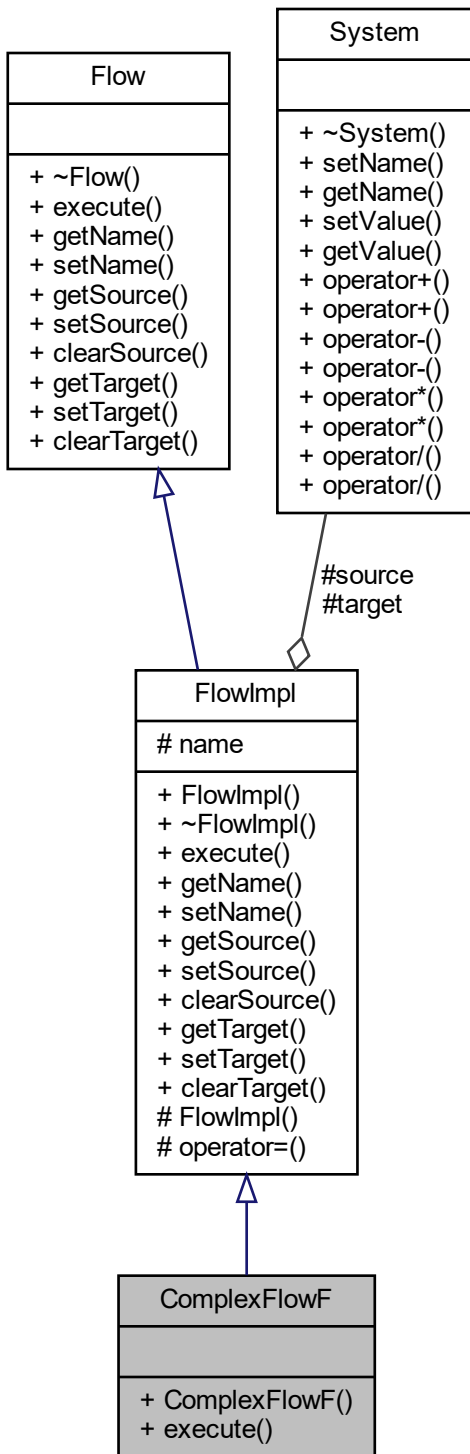 System
+ ~System()
+ setName()
+ getName()
+ setValue()
+ getValue()
+ operator+()
+ operator+()
+ operator-()
+ operator-()
+ operator*()
+ operator*()
+ operator/()
+ operator/()
Flow
+ ~Flow()
+ execute()
+ getName()
+ setName()
+ getSource()
+ setSource()
+ clearSource()
+ getTarget()
+ setTarget()
+ clearTarget()
#source
#target
FlowImpl
# name
+ FlowImpl()
+ ~FlowImpl()
+ execute()
+ getName()
+ setName()
+ getSource()
+ setSource()
+ clearSource()
+ getTarget()
+ setTarget()
+ clearTarget()
# FlowImpl()
# operator=()
ComplexFlowF
+ ComplexFlowF()
+ execute()